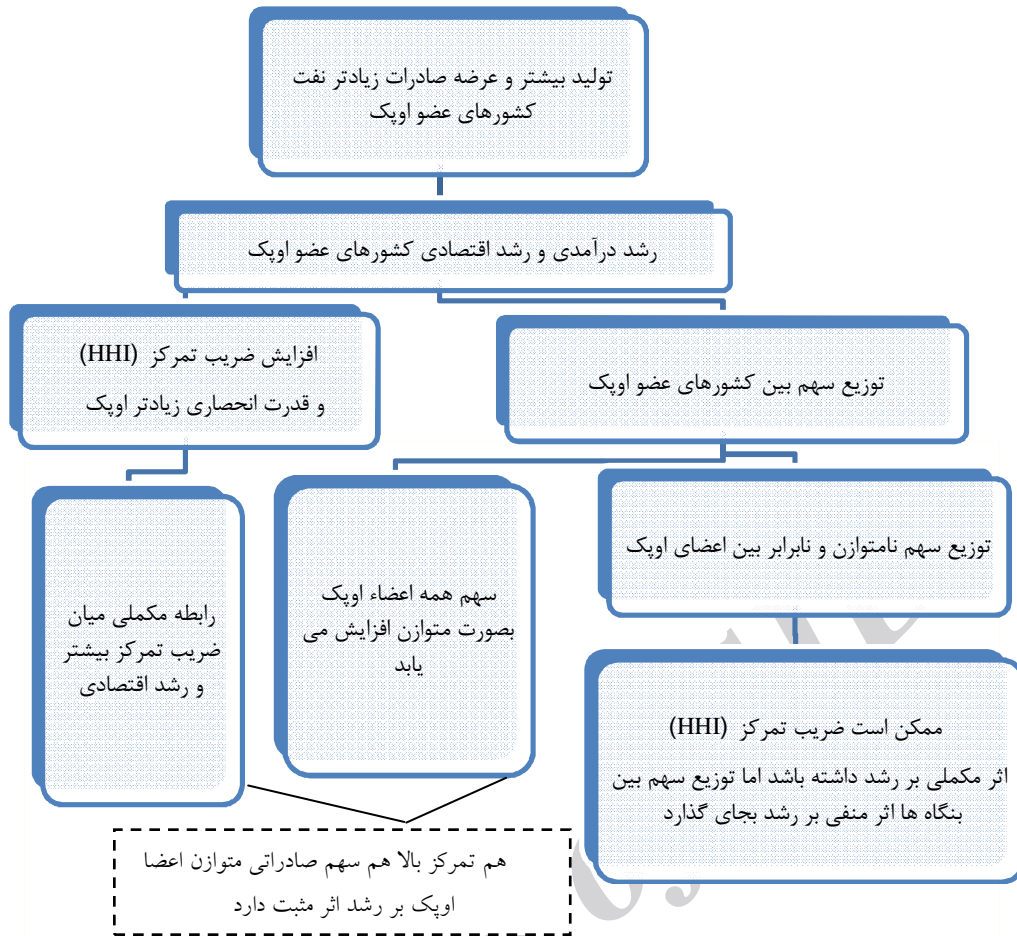 تولید بیشتر و عرضه صادرات زیادتر نفت
کشورهای عضو اوپک
رشد درآمدی و رشد اقتصادی کشورهای عضو اوپک
توزیع سهم بین کشورهای عضو اوپک
افزایش ضریب تمرکز (HHI)
و قدرت انحصاری زیادتر اوپک
توزیع سهم نامتوازن و نابرابر بین اعضای اوپک
سهم همه اعضاء اوپک
بصورت متوازن افزایش می
یابد
رابطه مکملی میان
ضریب تمرکز بیشتر
و رشد اقتصادی
ممکن است ضریب تمرکز (HHI)
اثر مکملی بر رشد داشته باشد اما توزیع سهم بین
بنگاه ها اثر منفی بر رشد بجای گذارد
هم تمرکز بالا هم سهم صادراتی متوازن اعضا
اوپک بر رشد اثر مثبت دارد